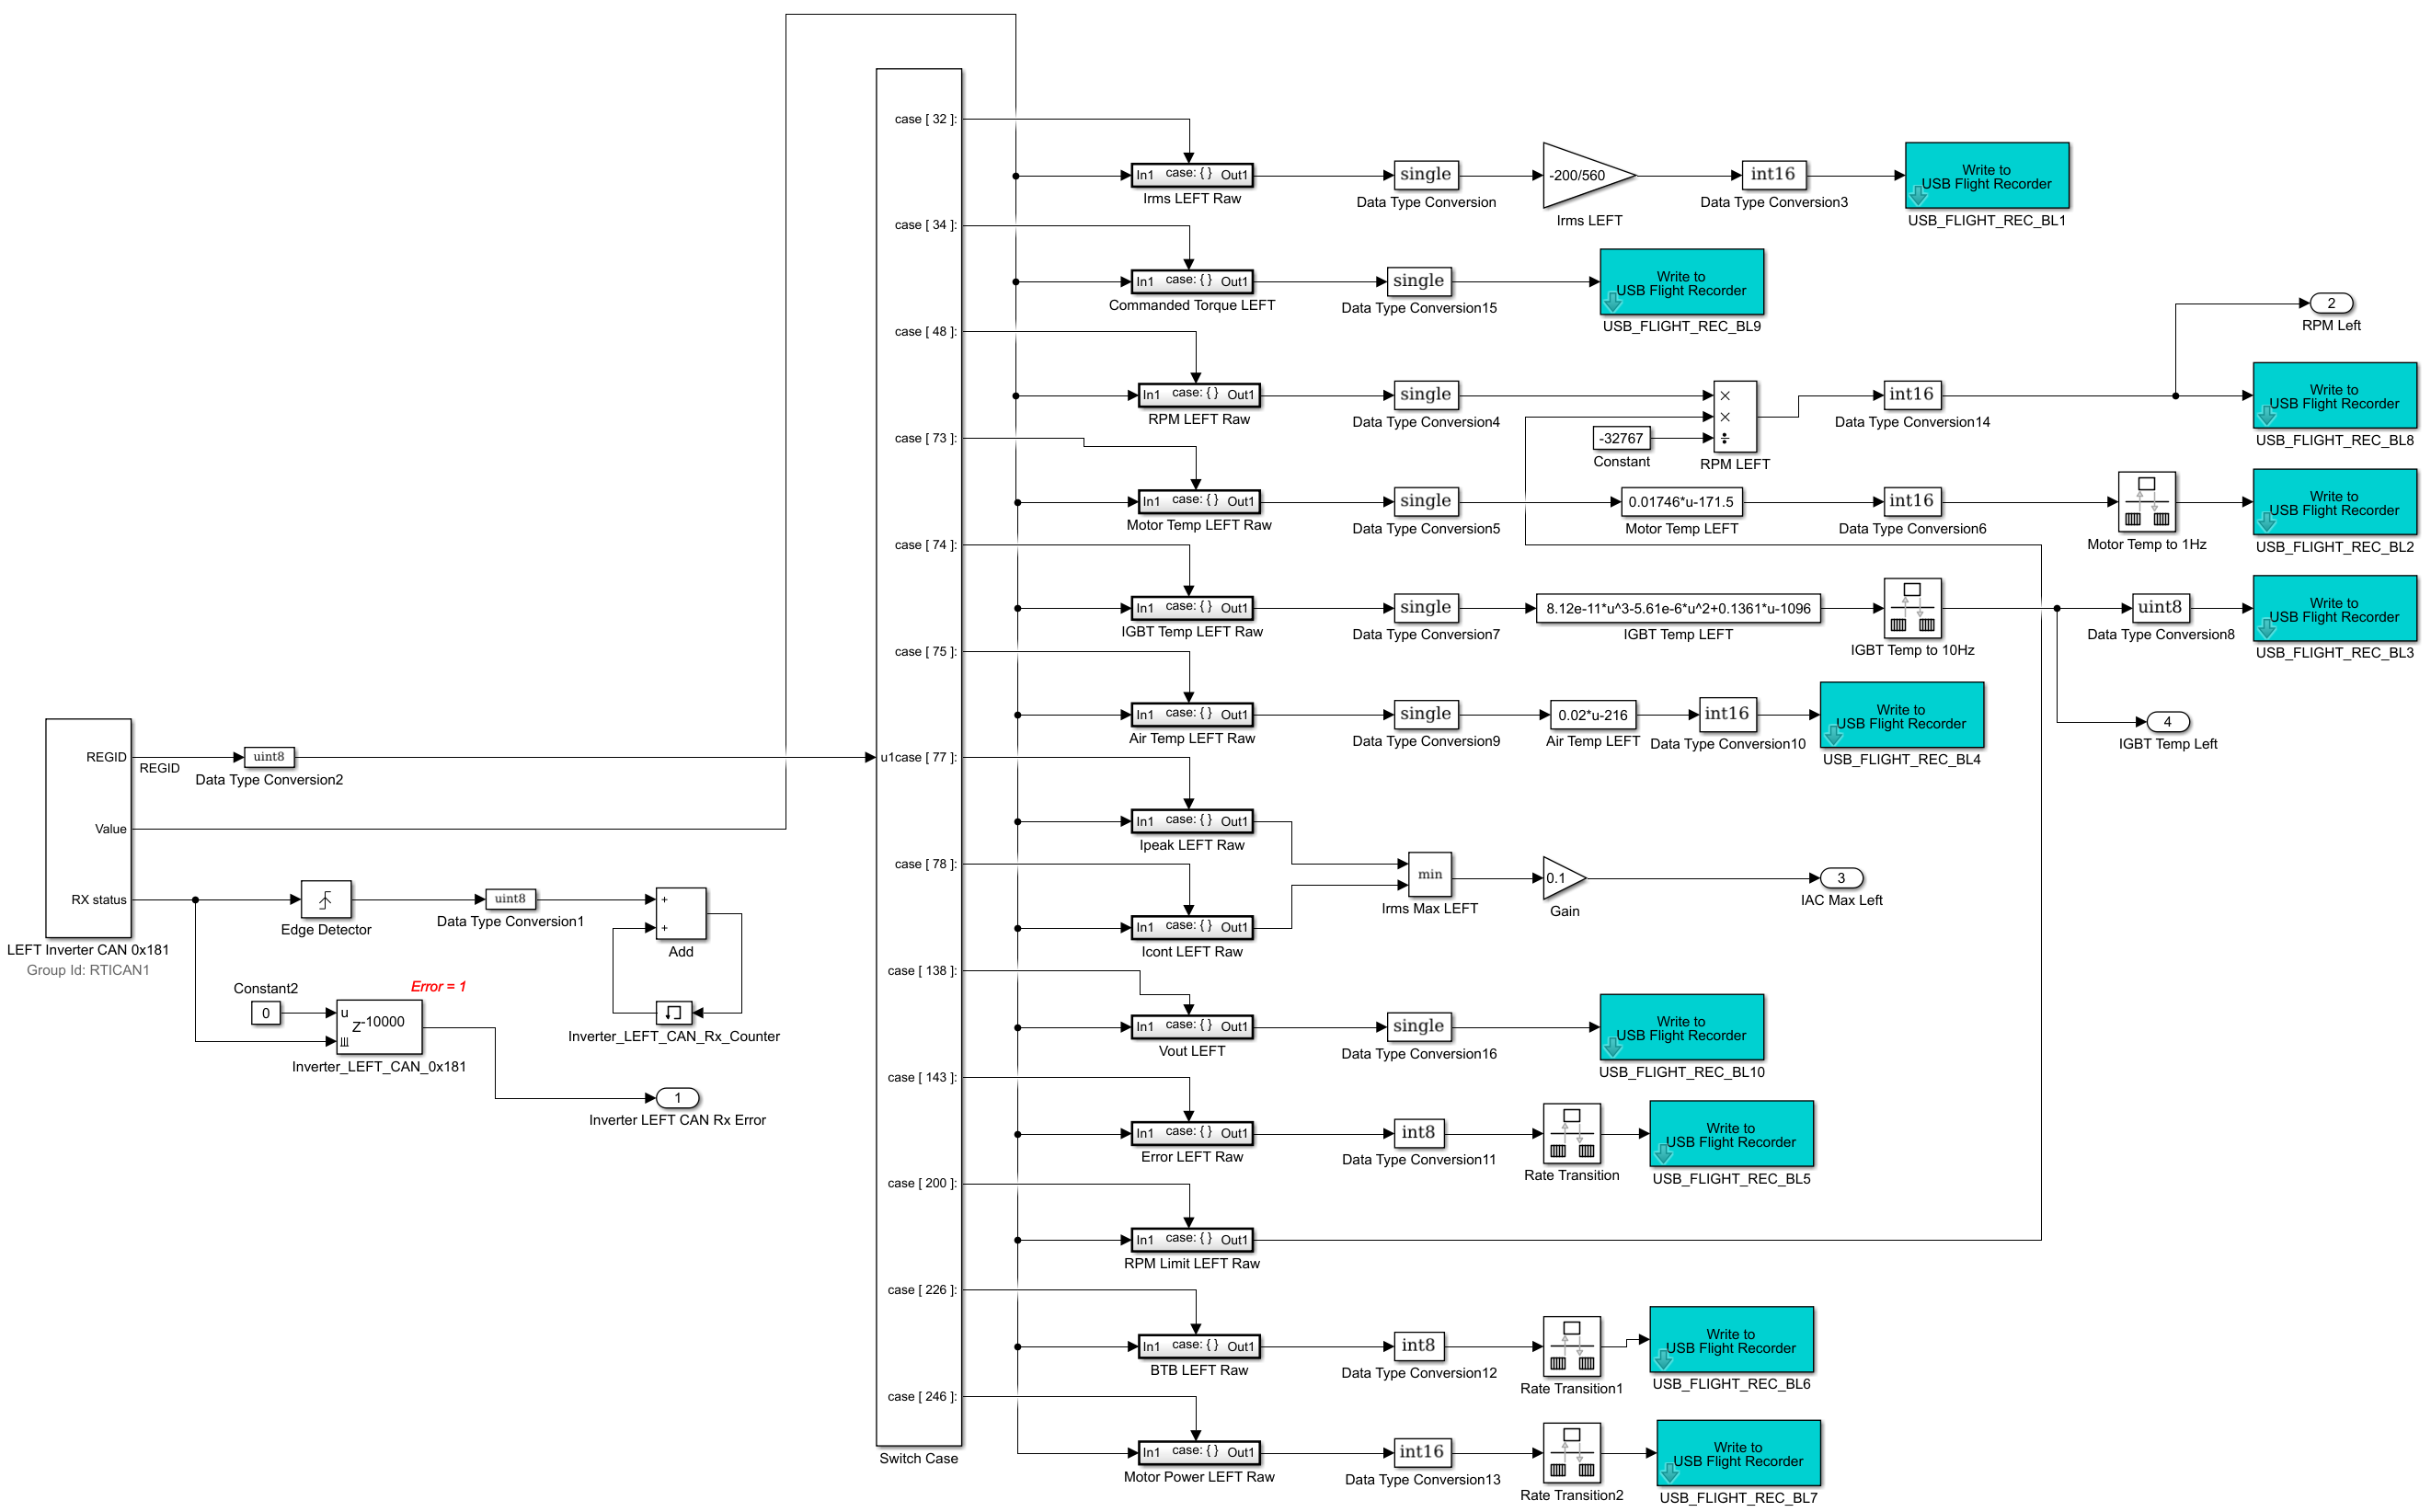 case [ 32 ]:
In1 case: { } Out1
Irms LEFT Raw
single
Data Type Conversion
-200/560
Irms LEFT
int16
Data Type Conversion3
Write to
USB Flight Recorder
USB_FLIGHT_REC_BL1
case [ 34 ]:
In1 case: { } Out1
Commanded Torque LEFT
single
Data Type Conversion15
Write to
USB Flight Recorder
USB_FLIGHT_REC_BL9
case [ 48 ]:
In1 case: { } Out1
RPM LEFT Raw
single
Data Type Conversion4
-32767
Constant
×
×
÷
RPM LEFT
int16
Data Type Conversion14
2
RPM Left
Write to
USB Flight Recorder
USB_FLIGHT_REC_BL8
case [ 73 ]:
In1 case: { } Out1
Motor Temp LEFT Raw
single
Data Type Conversion5
0.01746*u-171.5
Motor Temp LEFT
int16
Data Type Conversion6
Motor Temp to 1Hz
Write to
USB Flight Recorder
USB_FLIGHT_REC_BL2
case [ 74 ]:
In1 case: { } Out1
IGBT Temp LEFT Raw
single
Data Type Conversion7
8.12e-11*u^3-5.61e-6*u^2+0.1361*u-1096
IGBT Temp LEFT
IGBT Temp to 10Hz
uint8
Data Type Conversion8
Write to
USB Flight Recorder
USB_FLIGHT_REC_BL3
4
IGBT Temp Left
case [ 75 ]:
In1 case: { } Out1
Air Temp LEFT Raw
single
Data Type Conversion9
0.02*u-216
Air Temp LEFT
int16
Data Type Conversion10
Write to
USB Flight Recorder
USB_FLIGHT_REC_BL4
REGID
REGID
uint8
Data Type Conversion2
u1case [ 77 ]:
In1 case: { } Out1
Ipeak LEFT Raw
Value
case [ 78 ]:
In1 case: { } Out1
Icont LEFT Raw
min
Irms Max LEFT
0.1
Gain
3
IAC Max Left
RX status
LEFT Inverter CAN 0x181
Group Id: RTICAN1
Edge Detector
uint8
Data Type Conversion1
+
+
Add
Inverter_LEFT_CAN_Rx_Counter
Constant2
0
Error = 1
u
Z-10000
Inverter_LEFT_CAN_0x181
1
Inverter LEFT CAN Rx Error
case [ 138 ]:
In1 case: { } Out1
Vout LEFT
single
Data Type Conversion16
Write to
USB Flight Recorder
USB_FLIGHT_REC_BL10
case [ 143 ]:
In1 case: { } Out1
Error LEFT Raw
int8
Data Type Conversion11
Rate Transition
Write to
USB Flight Recorder
USB_FLIGHT_REC_BL5
case [ 200 ]:
In1 case: { } Out1
RPM Limit LEFT Raw
case [ 226 ]:
In1 case: { } Out1
BTB LEFT Raw
int8
Data Type Conversion12
Rate Transition1
Write to
USB Flight Recorder
USB_FLIGHT_REC_BL6
case [ 246 ]:
Switch Case
In1 case: { } Out1
Motor Power LEFT Raw
int16
Data Type Conversion13
Rate Transition2
Write to
USB Flight Recorder
USB_FLIGHT_REC_BL7